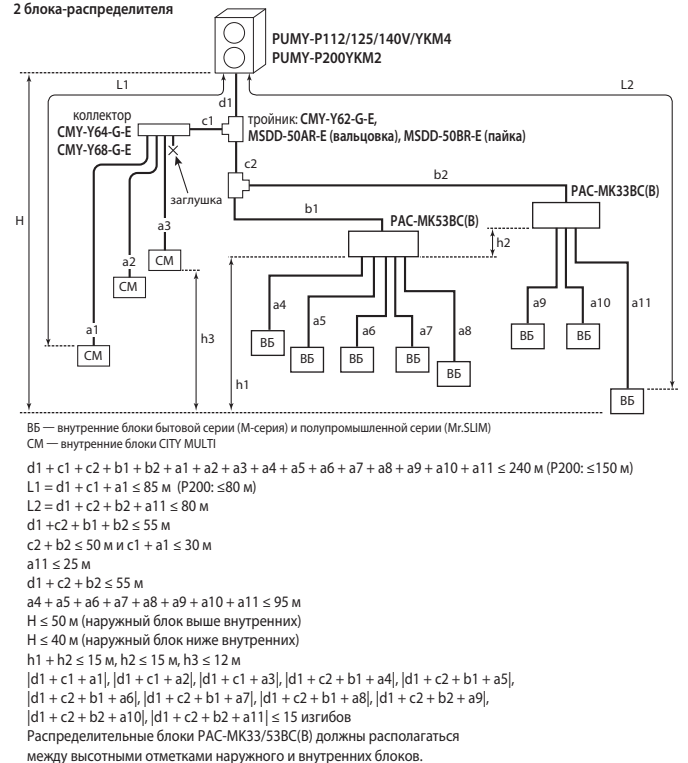 2 блока-распределителя
PUMY-P112/125/140V/YKM4
PUMY-P200YKM2
L1
L2
d1
коллектор
CMY-Y64-G-E
CMY-Y68-G-E
c1
тройник: CMY-Y62-G-E,
MSDD-50AR-E (вальцовка), MSDD-50BR-E (пайка)
c2
b2
заглушка
PAC-MK33BC(B)
H
b1
PAC-MK53BC(B)
a3
h2
a2
СМ
СМ
a4
a5
a6
a7
a8
a9
a10
a11
a1
h3
СМ
ВБ
ВБ
ВБ
ВБ
ВБ
ВБ
ВБ
h1
ВБ
ВБ — внутренние блоки бытовой серии (М-серия) и полупромышленной серии (Mr.SLIM)
СМ — внутренние блоки CITY MULTI
d1 + c1 + c2 + b1 + b2 + a1 + a2 + a3 + a4 + a5 + a6 + a7 + a8 + a9 + a10 + a11 ≤ 240 м (P200: ≤150 м)
L1 = d1 + c1 + a1 ≤ 85 м (P200: ≤80 м)
L2 = d1 + c2 + b2 + a11 ≤ 80 м
d1 +c2 + b1 + b2 ≤ 55 м
c2 + b2 ≤ 50 м и c1 + a1 ≤ 30 м
a11 ≤ 25 м
d1 + c2 + b2 ≤ 55 м
a4 + a5 + a6 + a7 + a8 + a9 + a10 + a11 ≤ 95 м
H ≤ 50 м (наружный блок выше внутренних)
H ≤ 40 м (наружный блок ниже внутренних)
h1 + h2 ≤ 15 м, h2 ≤ 15 м, h3 ≤ 12 м
|d1 + c1 + a1|, |d1 + c1 + a2|, |d1 + c1 + a3|, |d1 + c2 + b1 + a4|, |d1 + c2 + b1 + a5|,
|d1 + c2 + b1 + a6|, |d1 + c2 + b1 + a7|, |d1 + c2 + b1 + a8|, |d1 + c2 + b2 + a9|,
|d1 + c2 + b2 + a10|, |d1 + c2 + b2 + a11| ≤ 15 изгибов
Распределительные блоки PAC-MK33/53BC(B) должны располагаться
между высотными отметками наружного и внутренних блоков.